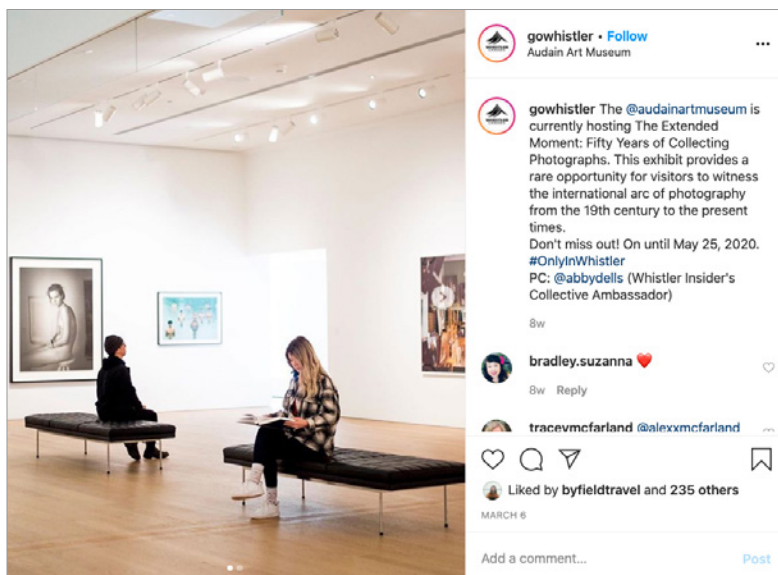 gowhistler • Follow
Audain Art Museum
gowhistler The @audainartmuseum is
currently hosting The Extended
Moment: Fifty Years of Collecting
Photographs. This exhibit provides a
rare opportunity for visitors to witness
the international arc of photography
from the 19th century to the present
times.
Don't miss out! On until May 25, 2020.
#OnlyInWhistler
PC: @abbydells (Whistler Insider's
Collective Ambassador)
8w
bradley.suzanna ❤️
8w Reply
traceymcfarland @alexxmcfarland
Liked by byfieldtravel and 235 others
MARCH 6
Add a comment... Post